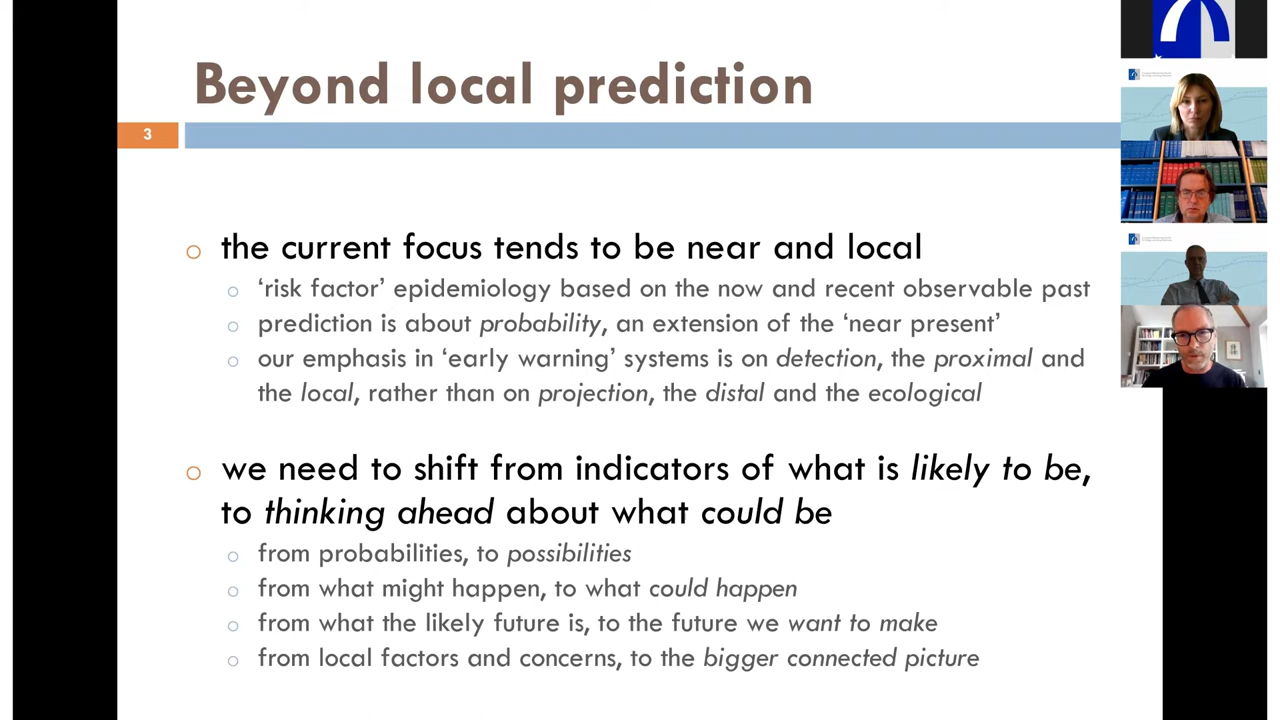 Beyond local prediction
3
the current focus tends to be near and local
‘risk factor’ epidemiology based on the now and recent observable past
prediction is about probability, an extension of the ‘near present’
our emphasis in ‘early warning’ systems is on detection, the proximal and
the local, rather than on projection, the distal and the ecological
we need to shift from indicators of what is likely to be,
to thinking ahead about what could be
from probabilities, to possibilities
from what might happen, to what could happen
from what the likely future is, to the future we want to make
from local factors and concerns, to the bigger connected picture